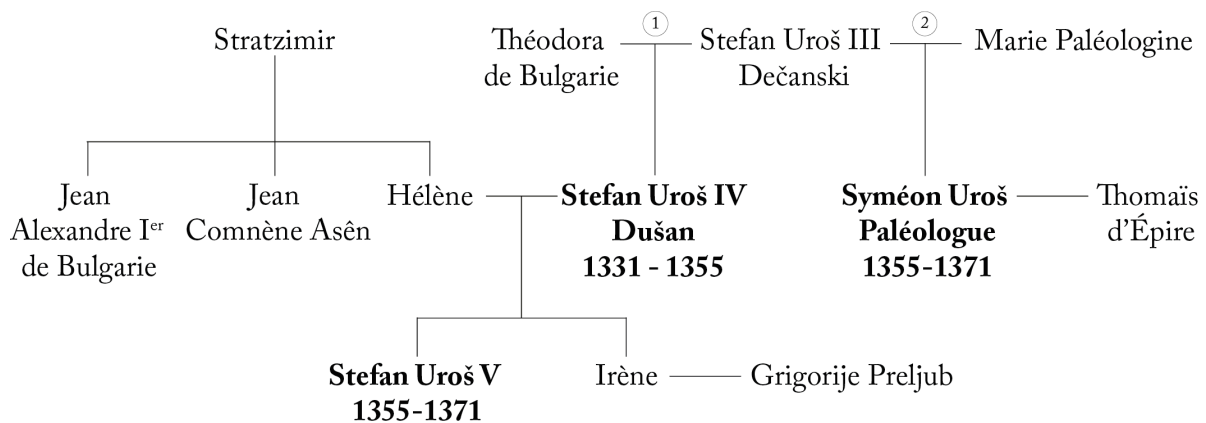 1
2
Stratzimir
Théodora
de Bulgarie
Stefan Uroš III
Dečanski
Marie Paléologine
Jean
Alexandre Ier
de Bulgarie
Jean
Comnène Asên
Hélène
Stefan Uroš IV
Dušan
1331 - 1355
Syméon Uroš
Paléologue
1355-1371
Thomaïs
d’Épire
Stefan Uroš V
1355-1371
Irène
Grigorije Preljub